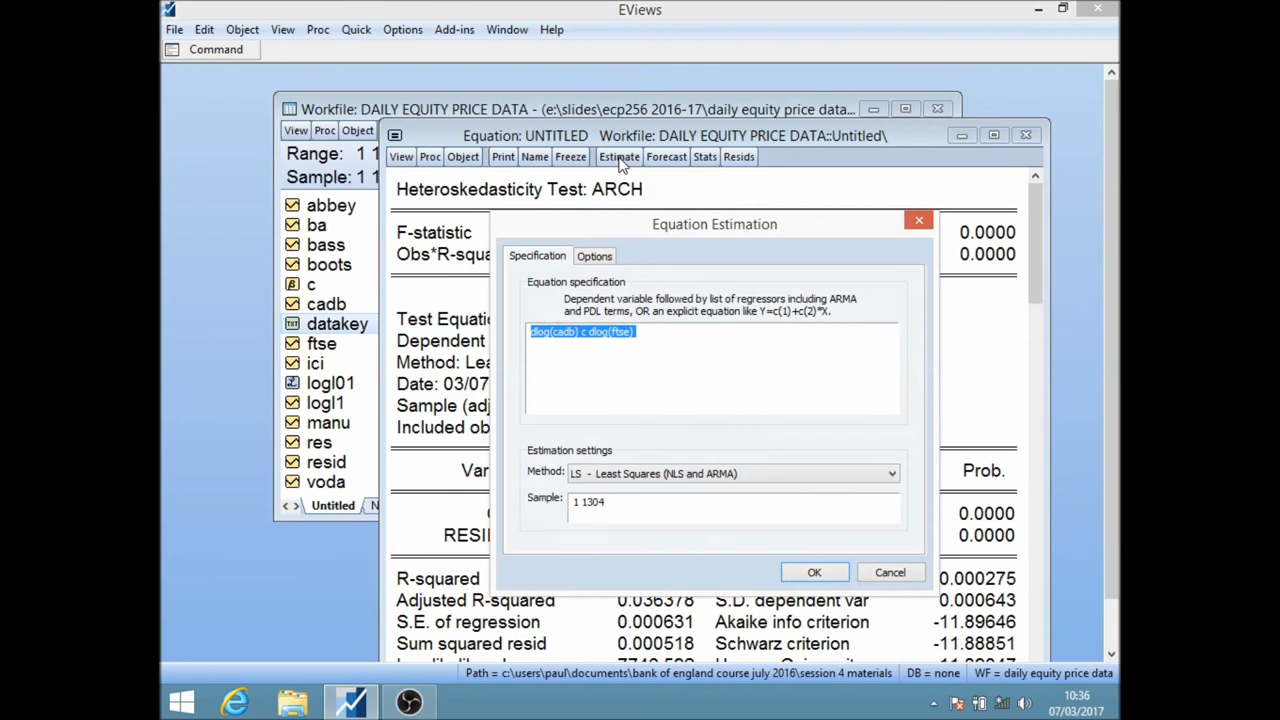 EViews
File Edit Object View Proc Quick Options Add-ins Window Help
Command
Workfile: DAILY EQUITY PRICE DATA - (e:\slides\ecp256 2016-17\daily equity price data...
View Proc Object
Equation: UNTITLED Workfile: DAILY EQUITY PRICE DATA::Untitled\
View Proc Object Print Name Freeze Estimate Forecast Stats Resids
Range: 1 1
Sample: 1 1
abbey
ba
bass
boots
c
cadb
datakey
ftse
ici
logl01
logl1
manu
res
resid
voda
Untitled
Heteroskedasticity Test: ARCH
F-statistic 0.0000
Obs*R-squa 0.0000
Test Equati
Dependent
Method: Lea
Date: 03/07
Sample (adj
Included ob
Prob.
0.0000
RESI 0.0000
R-squared 0.000275
Adjusted R-squared 0.036378 S.D. dependent var 0.000643
S.E. of regression 0.000631 Akaike info criterion -11.89646
Sum squared resid 0.000518 Schwarz criterion -11.88851
Equation Estimation
Specification Options
Equation specification
Dependent variable followed by list of regressors including ARMA
and PDL terms, OR an explicit equation like Y=c(1)+c(2)*X.
dlog(cadb) c dlog(ftse)
Estimation settings
Method: LS - Least Squares (NLS and ARMA)
Sample: 1 1304
OK Cancel
Path = c:\users\paul\documents\bank of england course july 2016\session 4 materials DB = none WF = daily equity price data
10:36
07/03/2017